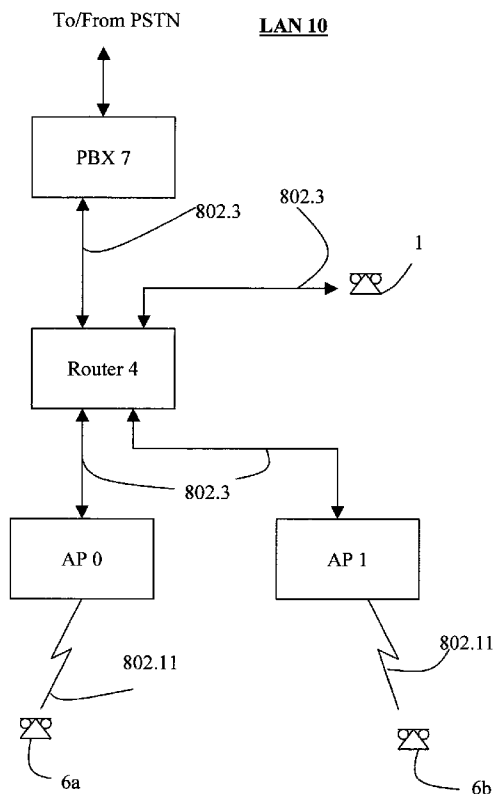 To/From PSTN
LAN 10
PBX 7
802.3
802.3
1
Router 4
802.3
AP 0
AP 1
802.11
802.11
6a
6b